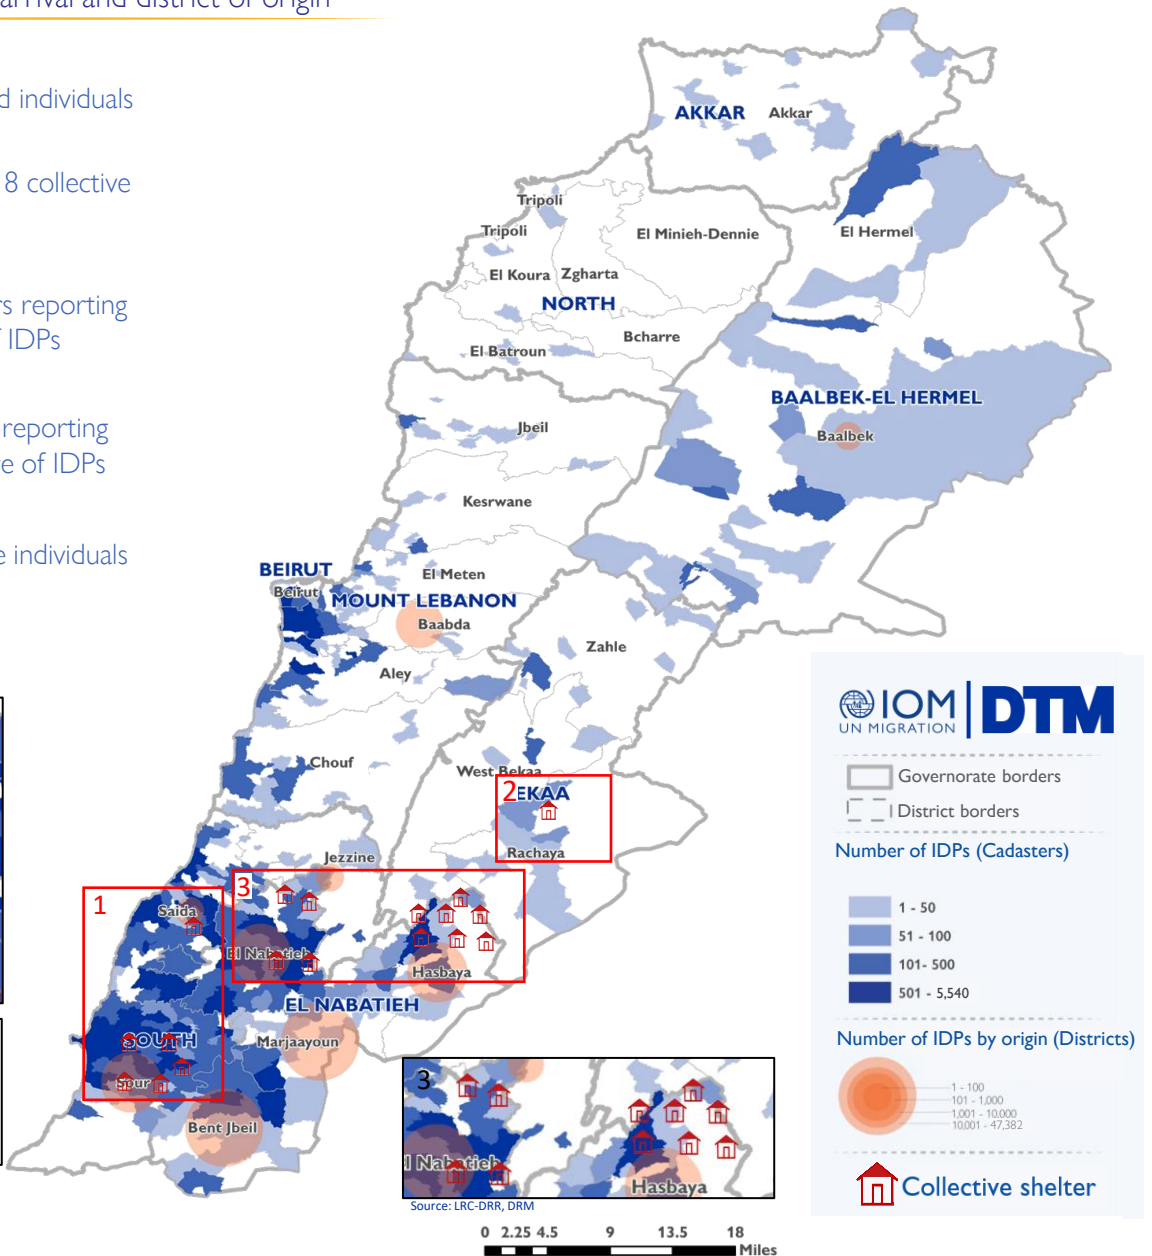 arrival and district of origin
d individuals
8 collective
rs reporting
f IDPs
reporting
e of IDPs
e individuals
AKKAR
Akkar
Tripoli
Tripoli
El Minieh-Dennie
El Hermel
El Koura
Zgharta
NORTH
Bcharre
El Batroun
BAALBEK-EL HERMEL
Baalbek
Jbeil
Kesrwane
BEIRUT
Beirut
El Meten
MOUNT LEBANON
Baabda
Zahle
Aley
Chouf
West Bekaa
2
EKAA
Rachaya
Jezzine
3
1
Saida
El Nabatieh
Hasbaya
EL NABATIEH
SOUTH
Marjaayoun
Sour
Bent Jbeil
3
l Nabatieh
Hasbaya
Source: LRC-DRR, DRM
0 2.25 4.5 9 13.5 18
Miles
IOM
UN MIGRATION
DTM
Governorate borders
District borders
Number of IDPs (Cadasters)
1 - 50
51 - 100
101- 500
501 - 5,540
Number of IDPs by origin (Districts)
1 - 100
101 - 1,000
1,001 - 10,000
10,001 - 47,382
Collective shelter